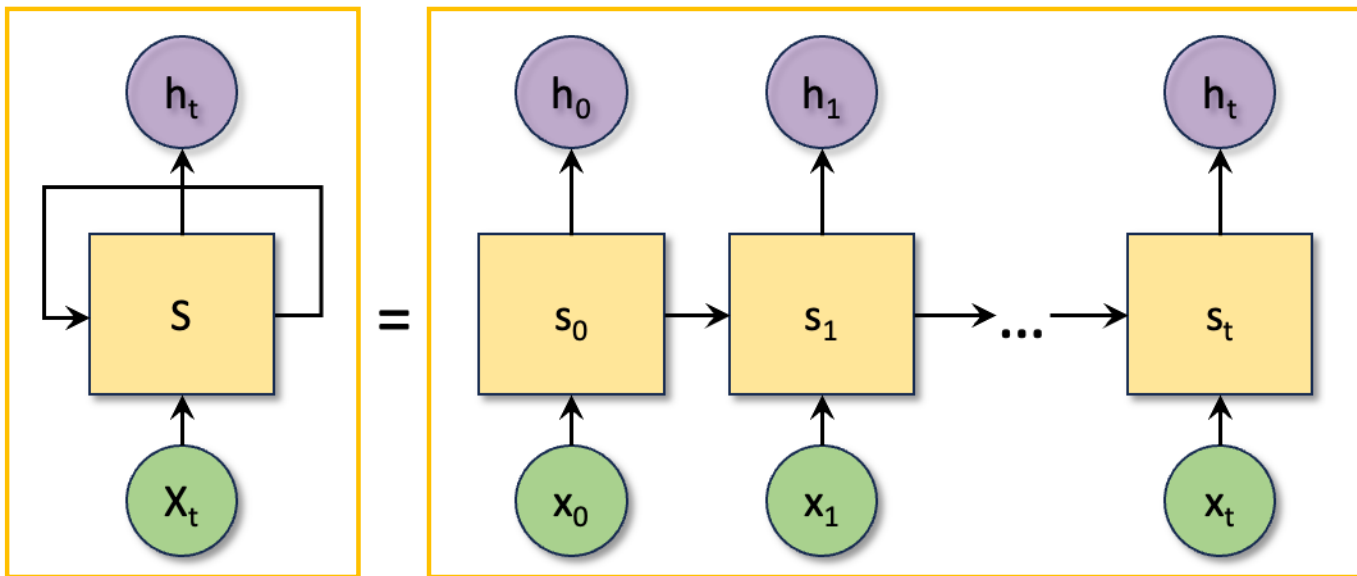 h_t h_0 h_1 h_t
S = s_0 s_1 ... s_t
X_t x_0 x_1 x_t